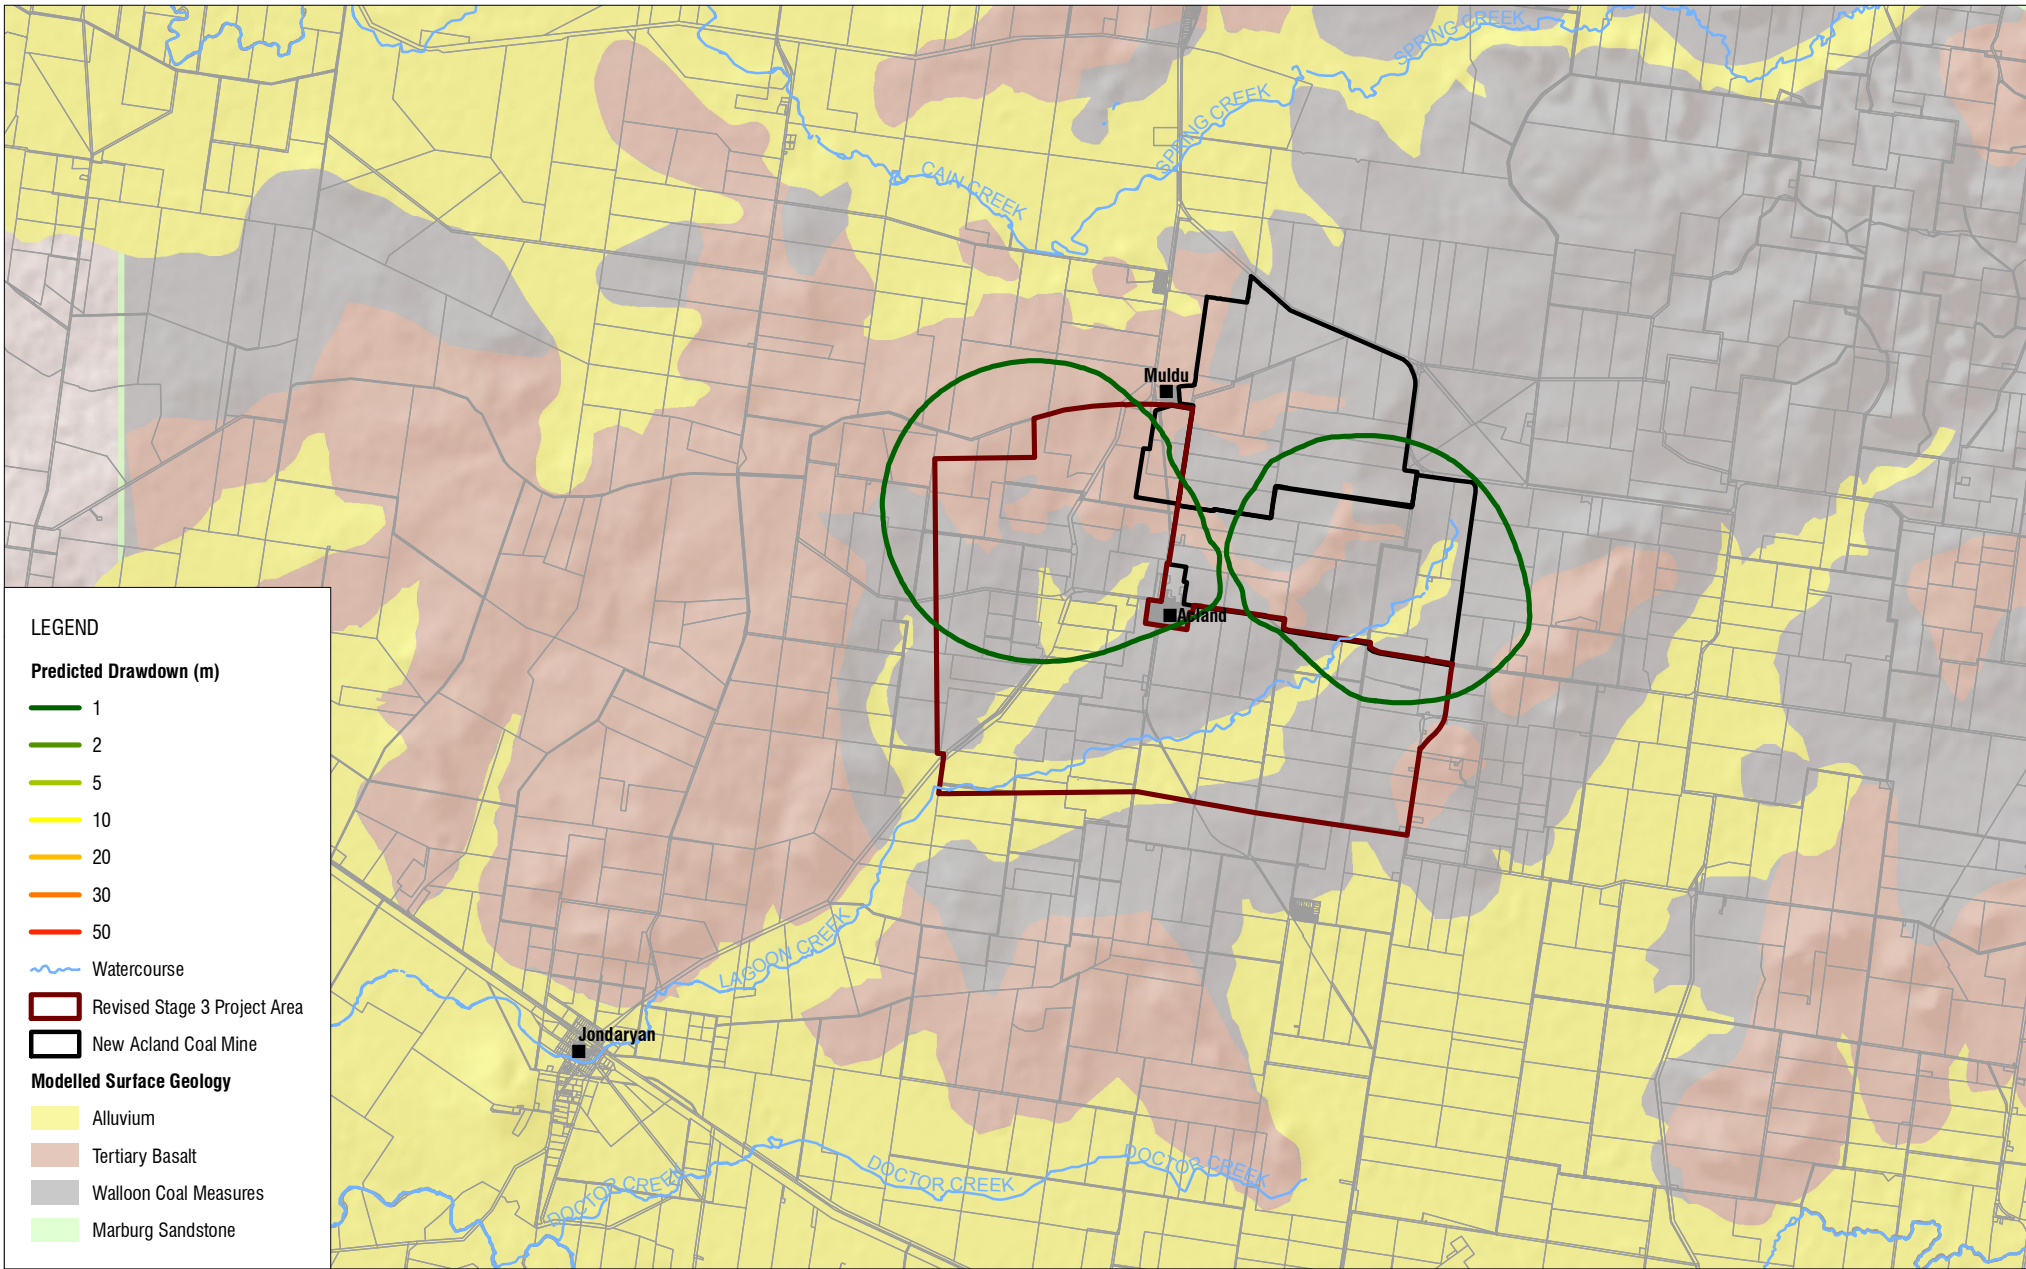 SPRING CREEK
SPRING CREEK
CAIN CREEK
Muldu
Acland
LAGOON CREEK
Jondaryan
DOCTOR CREEK
DOCTOR CREEK
DOCTOR CREEK
LEGEND
Predicted Drawdown (m)
1
2
5
10
20
30
50
Watercourse
Revised Stage 3 Project Area
New Acland Coal Mine
Modelled Surface Geology
Alluvium
Tertiary Basalt
Walloon Coal Measures
Marburg Sandstone